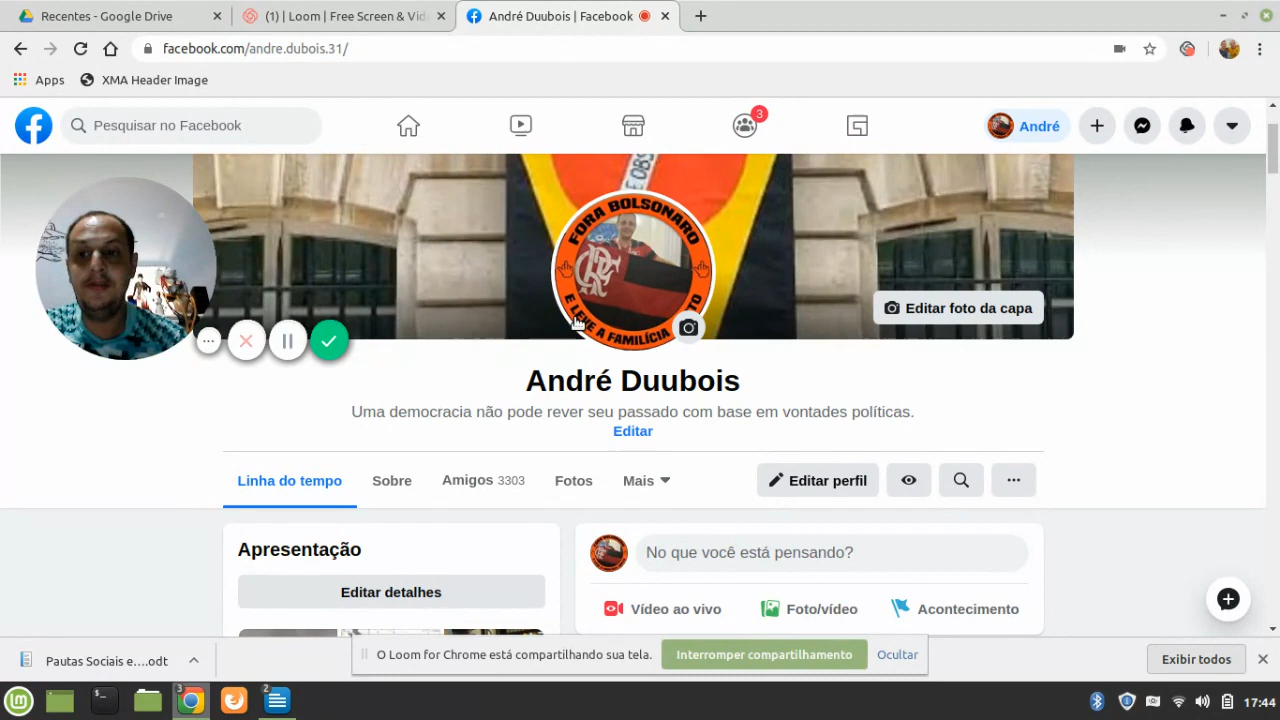 Recentes - Google Drive
(1) | Loom | Free Screen & Vid
André Duubois | Facebook
facebook.com/andre.dubois.31/
Apps
XMA Header Image
Pesquisar no Facebook
3
André
OBS
FORA BOLSONARO
E LEVE A FAMILÍCIA
Editar foto da capa
André Duubois
Uma democracia não pode rever seu passado com base em vontades políticas.
Editar
Linha do tempo
Sobre
Amigos 3303
Fotos
Mais
Editar perfil
Apresentação
Editar detalhes
No que você está pensando?
Vídeo ao vivo
Foto/vídeo
Acontecimento
Pautas Sociais e....odt
O Loom for Chrome está compartilhando sua tela.
Interromper compartilhamento
Ocultar
Exibir todos
3
2
17:44